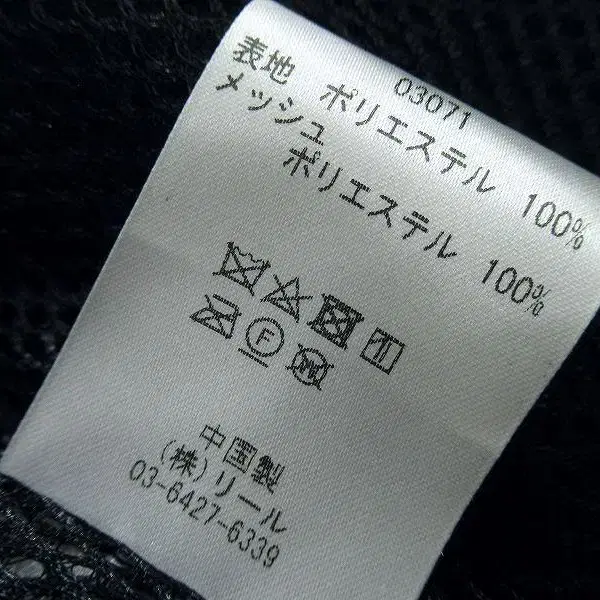 03071
表地 ポリエステル 100%
メッシュ
ポリエステル 100%
F
W
中国製
(株)リール
03-6427-6339